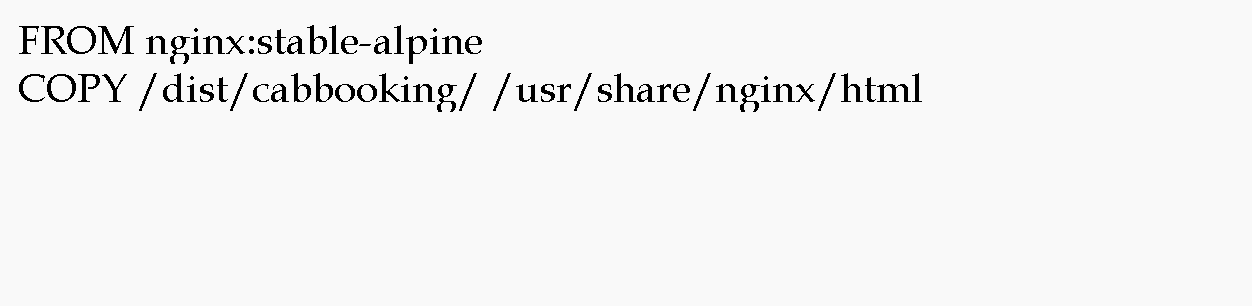 FROM nginx:stable-alpine
COPY /dist/cabbooking/ /usr/share/nginx/html